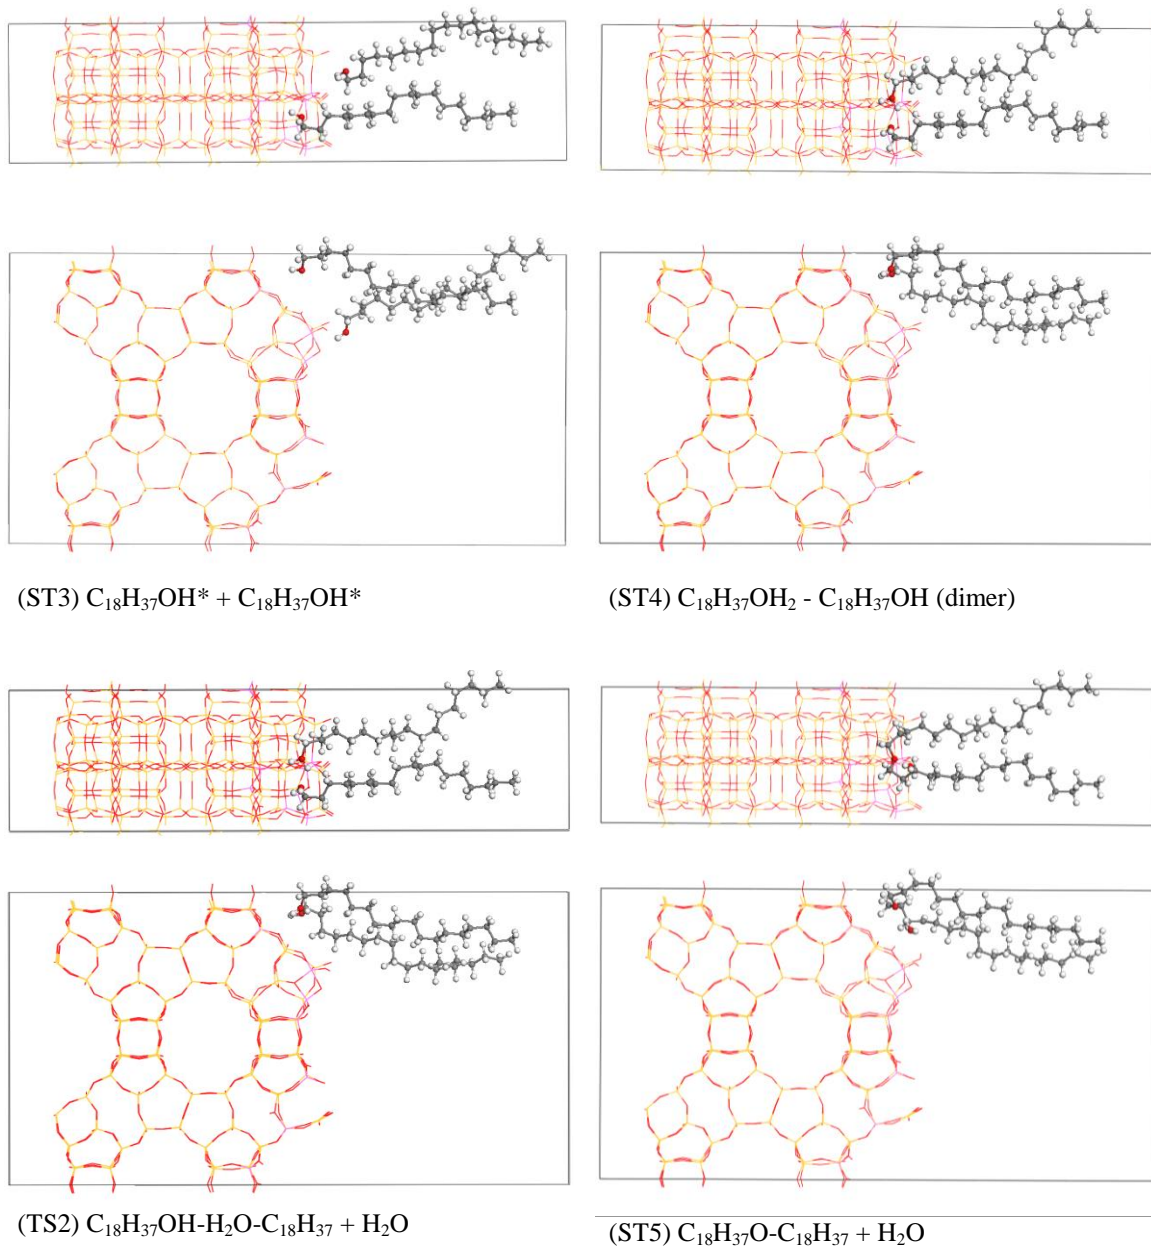 (ST3) C₁₈H₃₇OH* + C₁₈H₃₇OH*
(ST4) C₁₈H₃₇OH₂ - C₁₈H₃₇OH (dimer)
(TS2) C₁₈H₃₇OH-H₂O-C₁₈H₃₇ + H₂O
(ST5) C₁₈H₃₇O-C₁₈H₃₇ + H₂O